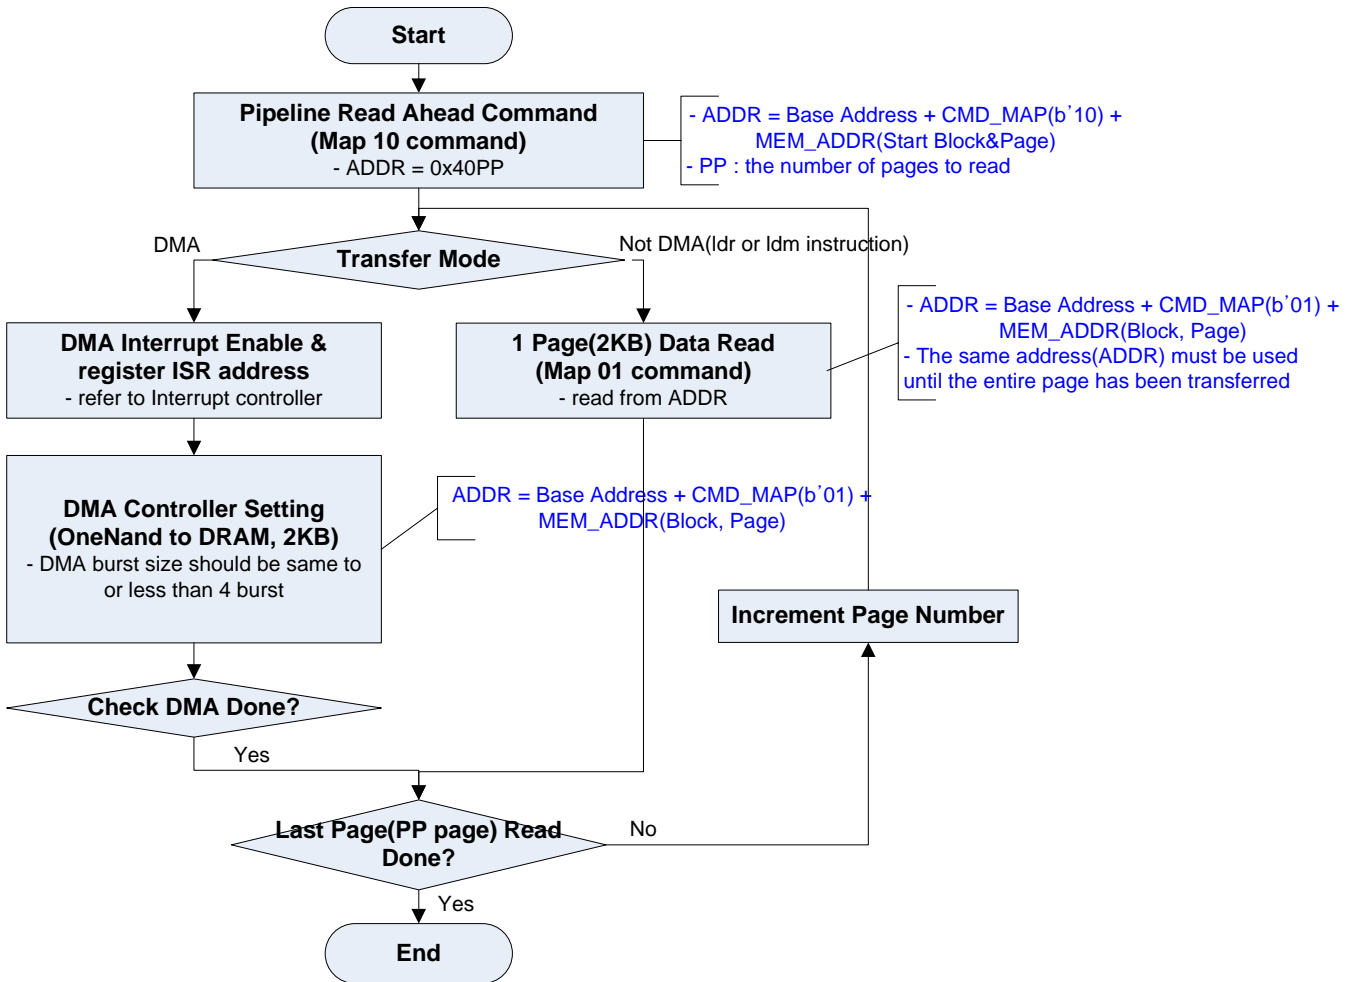 Start
Pipeline Read Ahead Command
(Map 10 command)
- ADDR = 0x40PP
- ADDR = Base Address + CMD_MAP(b’10) +
MEM_ADDR(Start Block&Page)
- PP : the number of pages to read
DMA
Transfer Mode
Not DMA(ldr or ldm instruction)
DMA Interrupt Enable &
register ISR address
- refer to Interrupt controller
1 Page(2KB) Data Read
(Map 01 command)
- read from ADDR
- ADDR = Base Address + CMD_MAP(b’01) +
MEM_ADDR(Block, Page)
- The same address(ADDR) must be used
until the entire page has been transferred
DMA Controller Setting
(OneNand to DRAM, 2KB)
- DMA burst size should be same to
or less than 4 burst
ADDR = Base Address + CMD_MAP(b’01) +
MEM_ADDR(Block, Page)
Increment Page Number
Check DMA Done?
Yes
Last Page(PP page) Read
Done?
No
Yes
End